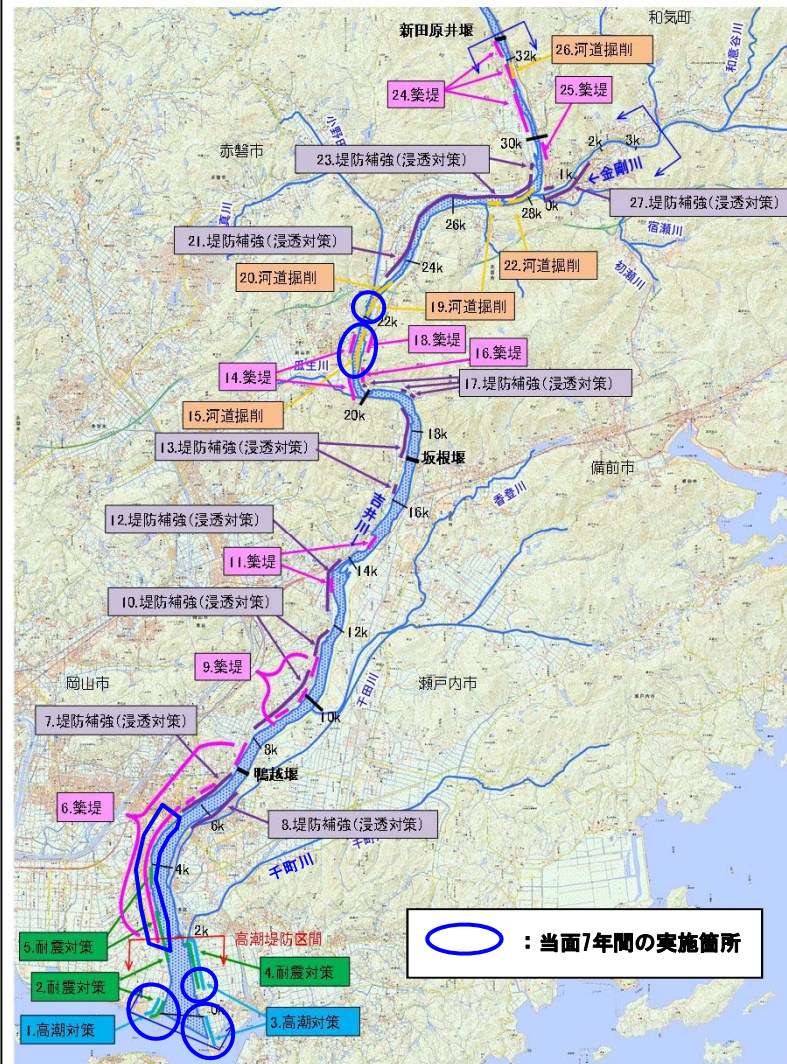 新田原井堰
和気町
和意谷川
32k
26.河道掘削
24.築堤
25.築堤
赤磐市
30k
2k
3k
23.堤防補強(浸透対策)
1k
←金剛川
0k
28k
27.堤防補強(浸透対策)
26k
宿瀬川
21.堤防補強(浸透対策)
24k
22.河道掘削
初瀬川
20.河道掘削
19.河道掘削
22k
18.築堤
16.築堤
14.築堤
瓜生川
17.堤防補強(浸透対策)
20k
15.河道掘削
18k
13.堤防補強(浸透対策)
坂根堰
備前市
16k
香登川
吉井川
12.堤防補強(浸透対策)
11.築堤
14k
10.堤防補強(浸透対策)
12k
9.築堤
岡山市
瀬戸内市
千田川
10k
7.堤防補強(浸透対策)
8k
鴨越堰
6.築堤
6k
8.堤防補強(浸透対策)
4k
千町川
2k
高潮堤防区間
5.耐震対策
4.耐震対策
2.耐震対策
1.高潮対策
0k
3.高潮対策
:当面7年間の実施箇所